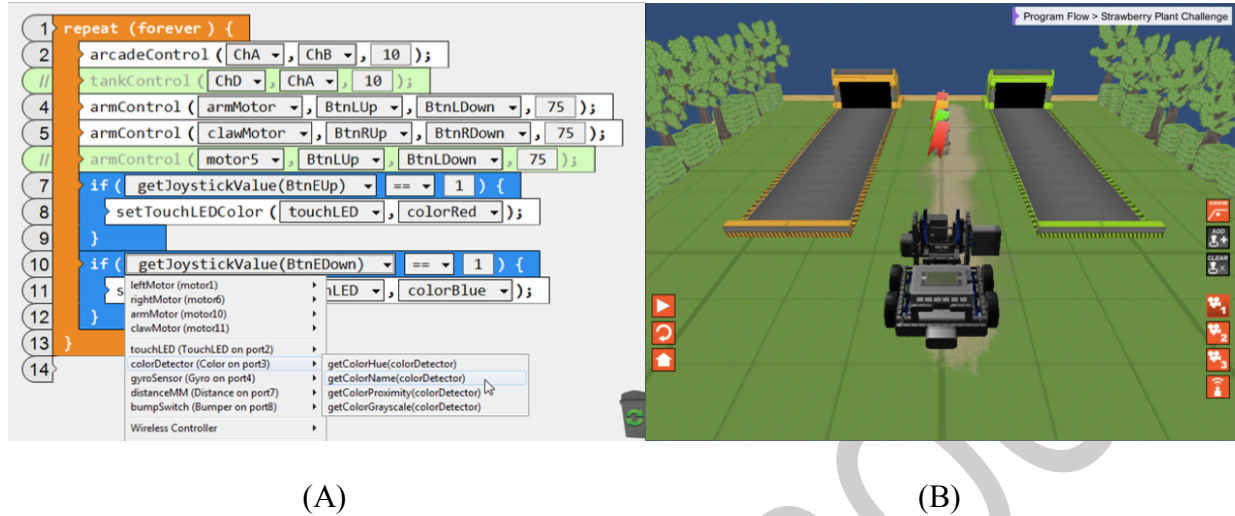 1 repeat (forever ) {
2 arcadeControl ( ChA , ChB , 10 );
// tankControl ( ChD , ChA , 10 );
4 armControl ( armMotor , BtnLUp , BtnLDown , 75 );
5 armControl ( clawMotor , BtnRUp , BtnRDown , 75 );
// armControl ( motor5 , BtnLUp , BtnLDown , 75 );
7 if ( getJoystickValue(BtnEUp) == 1 ) {
8 setTouchLEDColor ( touchLED , colorRed );
9 }
10 if ( getJoystickValue(BtnEDown) == 1 ) {
11 s LED , colorBlue );
12 }
13 }
14
leftMotor (motor1)
rightMotor (motor6)
armMotor (motor10)
clawMotor (motor11)
touchLED (TouchLED on port2)
colorDetector (Color on port3)
gyroSensor (Gyro on port4)
distanceMM (Distance on port7)
bumpSwitch (Bumper on port8)
Wireless Controller
getColorHue(colorDetector)
getColorName(colorDetector)
getColorProximity(colorDetector)
getColorGrayscale(colorDetector)
Program Flow > Strawberry Plant Challenge
SHOW
ADD
CLEAR
1
2
3
(A)
(B)